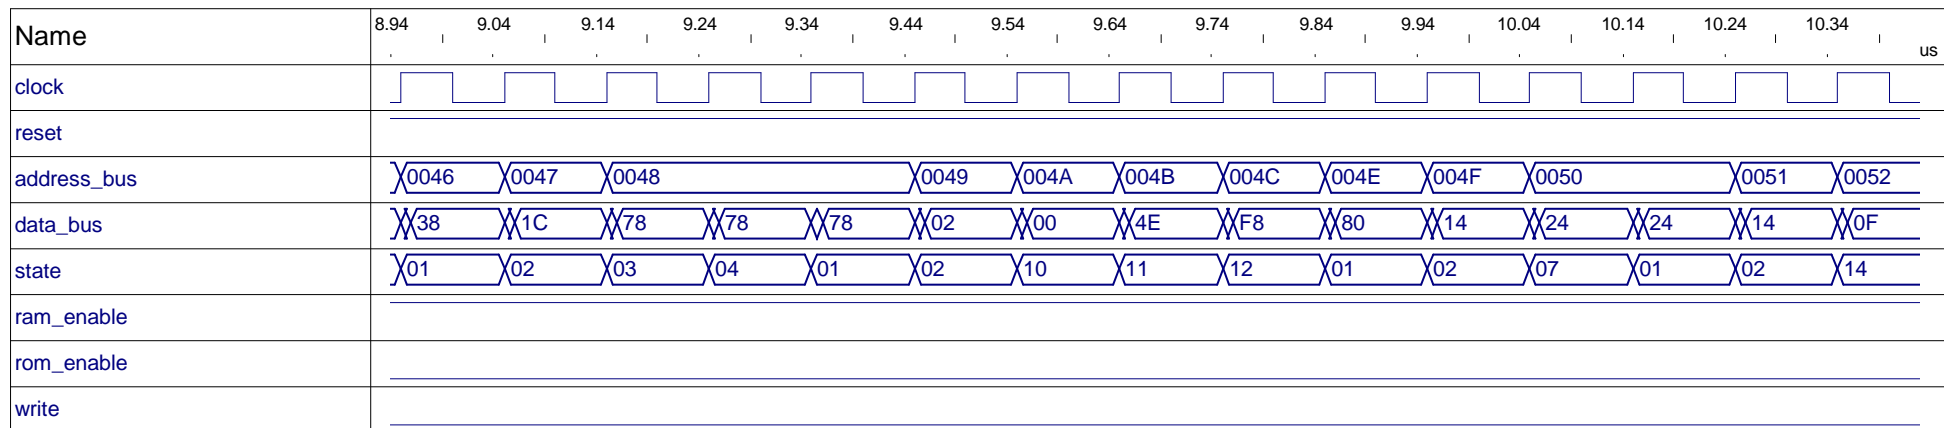 Name 8.94 9.04 9.14 9.24 9.34 9.44 9.54 9.64 9.74 9.84 9.94 10.04 10.14 10.24 10.34
us
clock
reset
address_bus 0046 0047 0048 0049 004A 004B 004C 004E 004F 0050 0051 0052
data_bus 38 1C 78 78 78 02 00 4E F8 80 14 24 24 14 0F
state 01 02 03 04 01 02 10 11 12 01 02 07 01 02 14
ram_enable
rom_enable
write